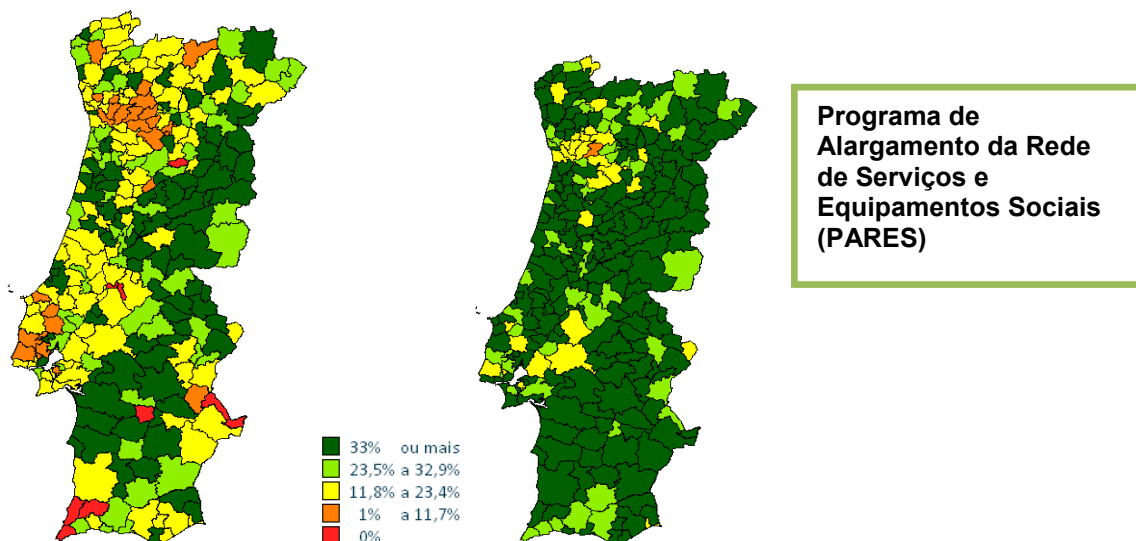 Programa de
Alargamento da Rede
de Serviços e
Equipamentos Sociais
(PARES)
33% ou mais
23,5% a 32,9%
11,8% a 23,4%
1% a 11,7%
0%